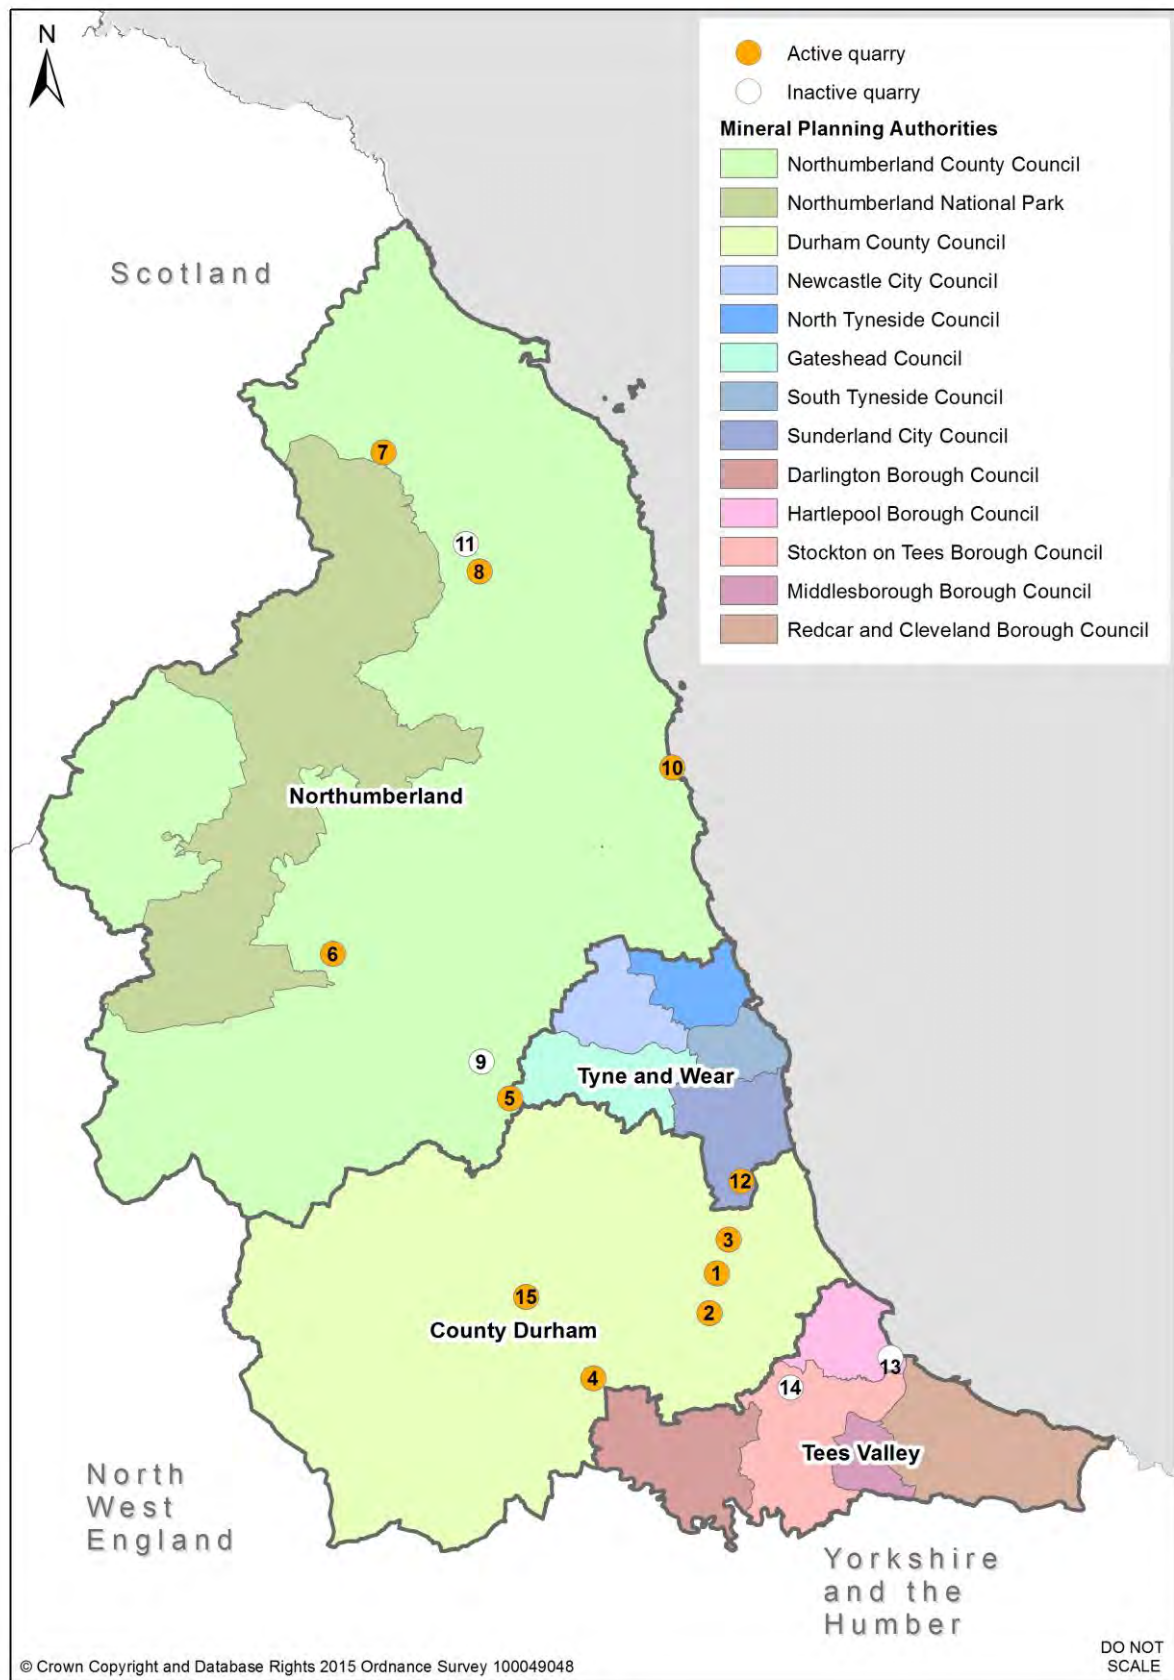 N
Active quarry
Inactive quarry
Mineral Planning Authorities
Northumberland County Council
Northumberland National Park
Durham County Council
Newcastle City Council
North Tyneside Council
Gateshead Council
South Tyneside Council
Sunderland City Council
Darlington Borough Council
Hartlepool Borough Council
Stockton on Tees Borough Council
Middlesborough Borough Council
Redcar and Cleveland Borough Council
Scotland
7
11
8
10
Northumberland
6
9
5
Tyne and Wear
12
3
1
15
2
County Durham
4
13
14
Tees Valley
North
West
England
Yorkshire
and the
Humber
© Crown Copyright and Database Rights 2015 Ordnance Survey 100049048
DO NOT
SCALE